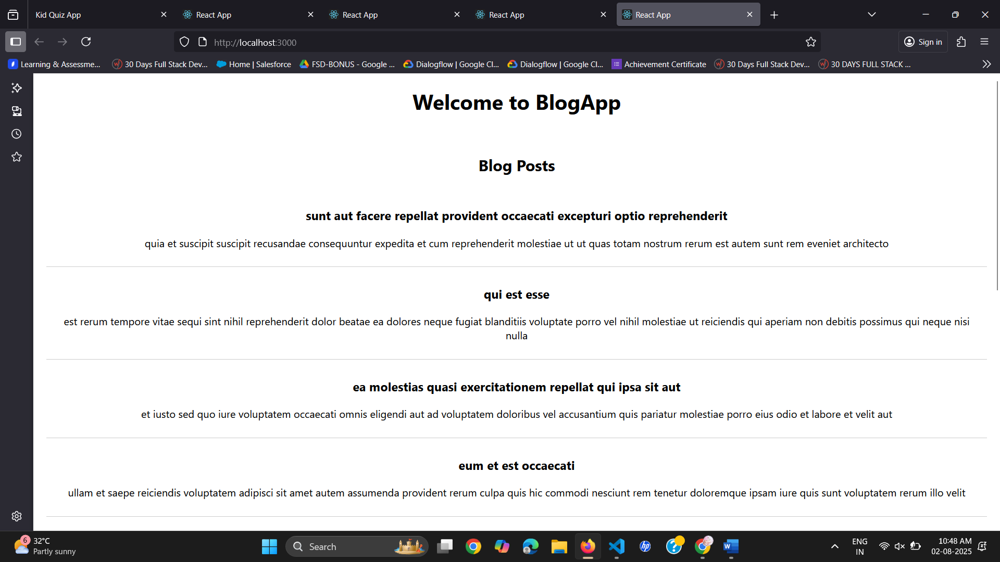 Kid Quiz App
React App
React App
React App
React App
http://localhost:3000
Sign in
Learning & Assessme...
30 Days Full Stack Dev...
Home | Salesforce
FSD-BONUS - Google ...
Dialogflow | Google Cl...
Dialogflow | Google Cl...
Achievement Certificate
30 Days Full Stack Dev...
30 DAYS FULL STACK ...
Welcome to BlogApp
Blog Posts
sunt aut facere repellat provident occaecati excepturi optio reprehenderit
quia et suscipit suscipit recusandae consequuntur expedita et cum reprehenderit molestiae ut ut quas totam nostrum rerum est autem sunt rem eveniet architecto
qui est esse
est rerum tempore vitae sequi sint nihil reprehenderit dolor beatae ea dolores neque fugiat blanditiis voluptate porro vel nihil molestiae ut reiciendis qui aperiam non debitis possimus qui neque nisi
nulla
ea molestias quasi exercitationem repellat qui ipsa sit aut
et iusto sed quo iure voluptatem occaecati omnis eligendi aut ad voluptatem doloribus vel accusantium quis pariatur molestiae porro eius odio et labore et velit aut
eum et est occaecati
ullam et saepe reiciendis voluptatem adipisci sit amet autem assumenda provident rerum culpa quis hic commodi nesciunt rem tenetur doloremque ipsam iure quis sunt voluptatem rerum illo velit
6
32°C
Partly sunny
Search
hp
ENG
IN
10:48 AM
02-08-2025